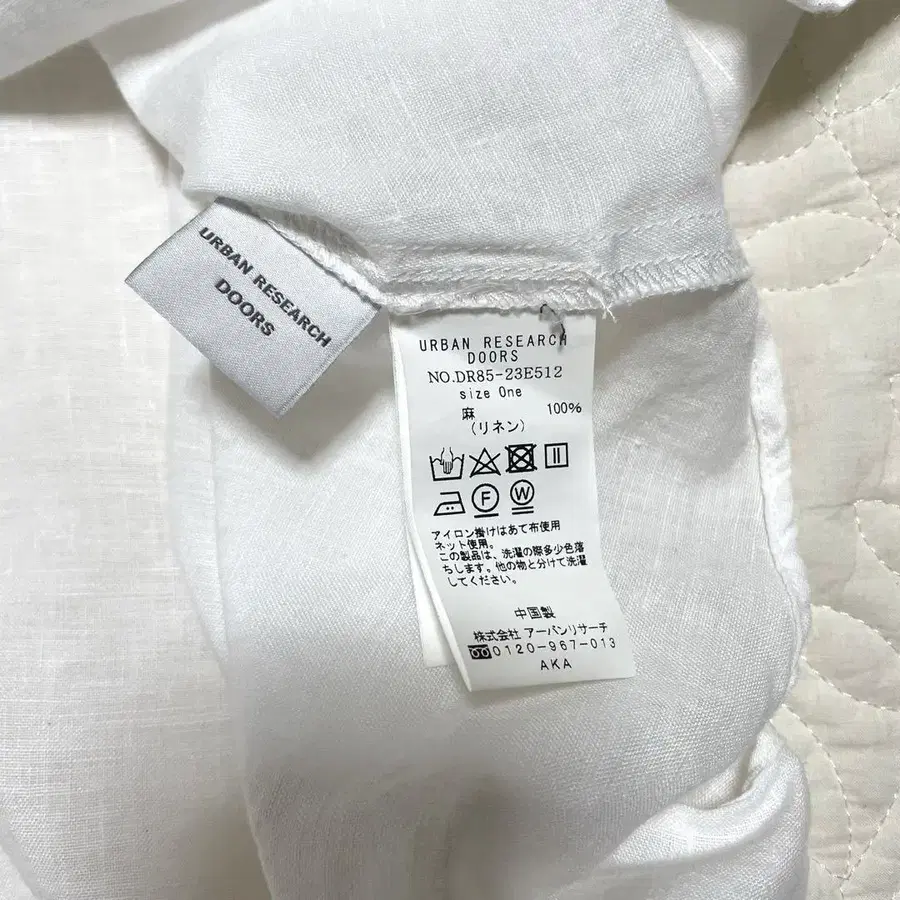 URBAN RESEARCH
DOORS
URBAN RESEARCH
DOORS
NO.DR85-23E512
size One
麻 100%
(リネン)
F W
アイロン掛けはあて布使用
ネット使用。
この製品は、洗濯の際多少色落
ちします。他の物と分けて洗濯
してください。
中国製
株式会社 アーバンリサーチ
0120-967-013
AKA